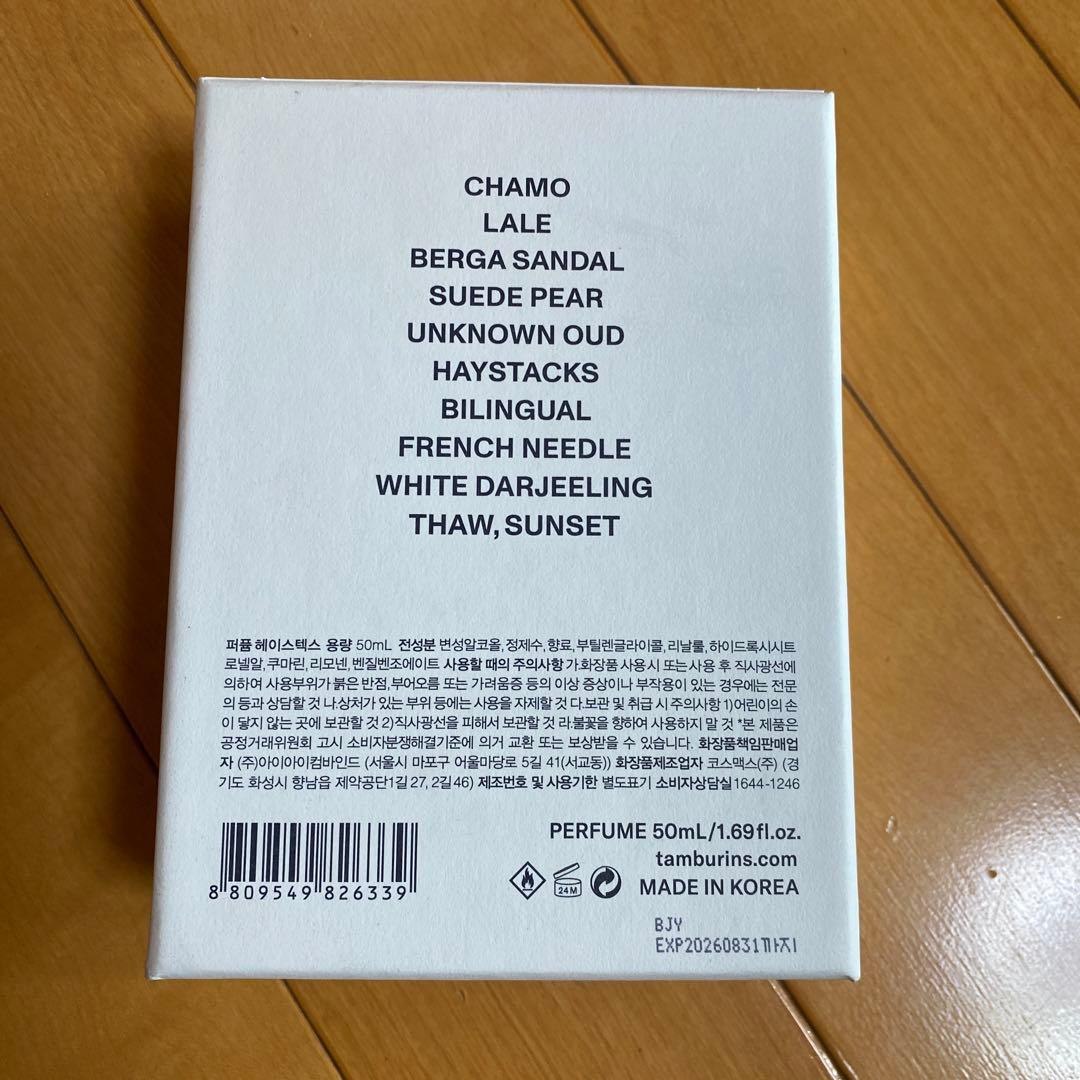 CHAMO
LALE
BERGA SANDAL
SUEDE PEAR
UNKNOWN OUD
HAYSTACKS
BILINGUAL
FRENCH NEEDLE
WHITE DARJEELING
THAW, SUNSET
퍼퓸 헤이스텍스 용량 50mL 전성분 변성알코올, 정제수, 향료, 부틸렌글라이콜, 리날룰, 하이드록시시트
로넬알, 쿠마린, 리모넨, 벤질벤조에이트 사용할 때의 주의사항 가.화장품 사용 시 또는 사용 후 직사광선에
의하여 사용부위가 붉은 반점, 부어오름 또는 가려움증 등의 이상 증상이나 부작용이 있는 경우에는 전문
의 등과 상담할 것 나.상처가 있는 부위 등에는 사용을 자제할 것 다.보관 및 취급 시 주의사항 1)어린이의 손
이 닿지 않는 곳에 보관할 것 2)직사광선을 피해서 보관할 것 라.불꽃을 향하여 사용하지 말 것 *본 제품은
공정거래위원회 고시 소비자분쟁해결기준에 의거 교환 또는 보상받을 수 있습니다. 화장품책임판매업
자 (주)아이아이컴바인드 (서울시 마포구 어울마당로 5길 41(서교동)) 화장품제조업자 코스맥스(주) (경
기도 화성시 향남읍 제약공단1길 27, 2길 46) 제조번호 및 사용기한 별도표기 소비자상담실 1644-1246
PERFUME 50mL/1.69fl.oz.
tamburins.com
24M
MADE IN KOREA
8 809549 826339
BJY
EXP20260831까지